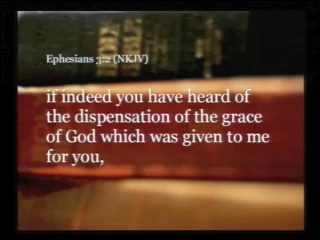 Ephesians 3:2 (NKJV)
if indeed you have heard of
the dispensation of the grace
of God which was given to me
for you,